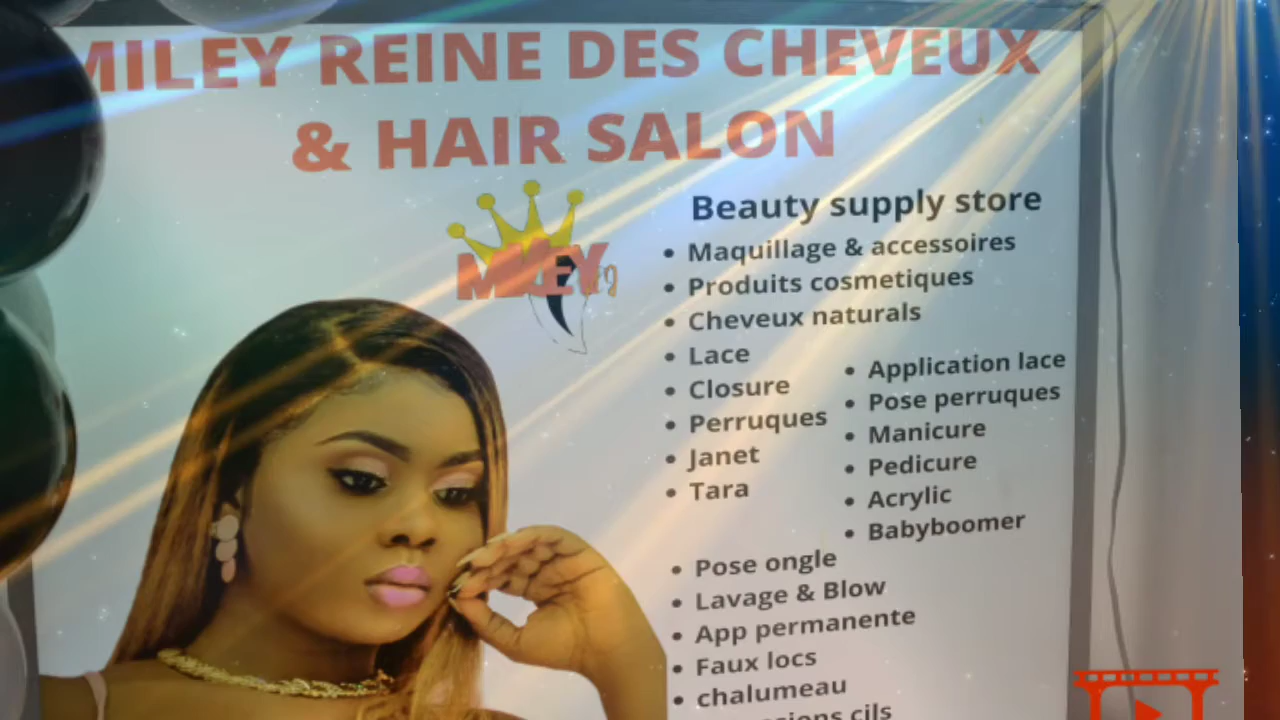 MILEY REINE DES CHEVEUX
& HAIR SALON
MILEY
Beauty supply store
• Maquillage & accessoires
• Produits cosmetiques
• Cheveux naturals
• Lace
• Closure
• Perruques
• Janet
• Tara
• Application lace
• Pose perruques
• Manicure
• Pedicure
• Acrylic
• Babyboomer
• Pose ongle
• Lavage & Blow
• App permanente
• Faux locs
• chalumeau
cils